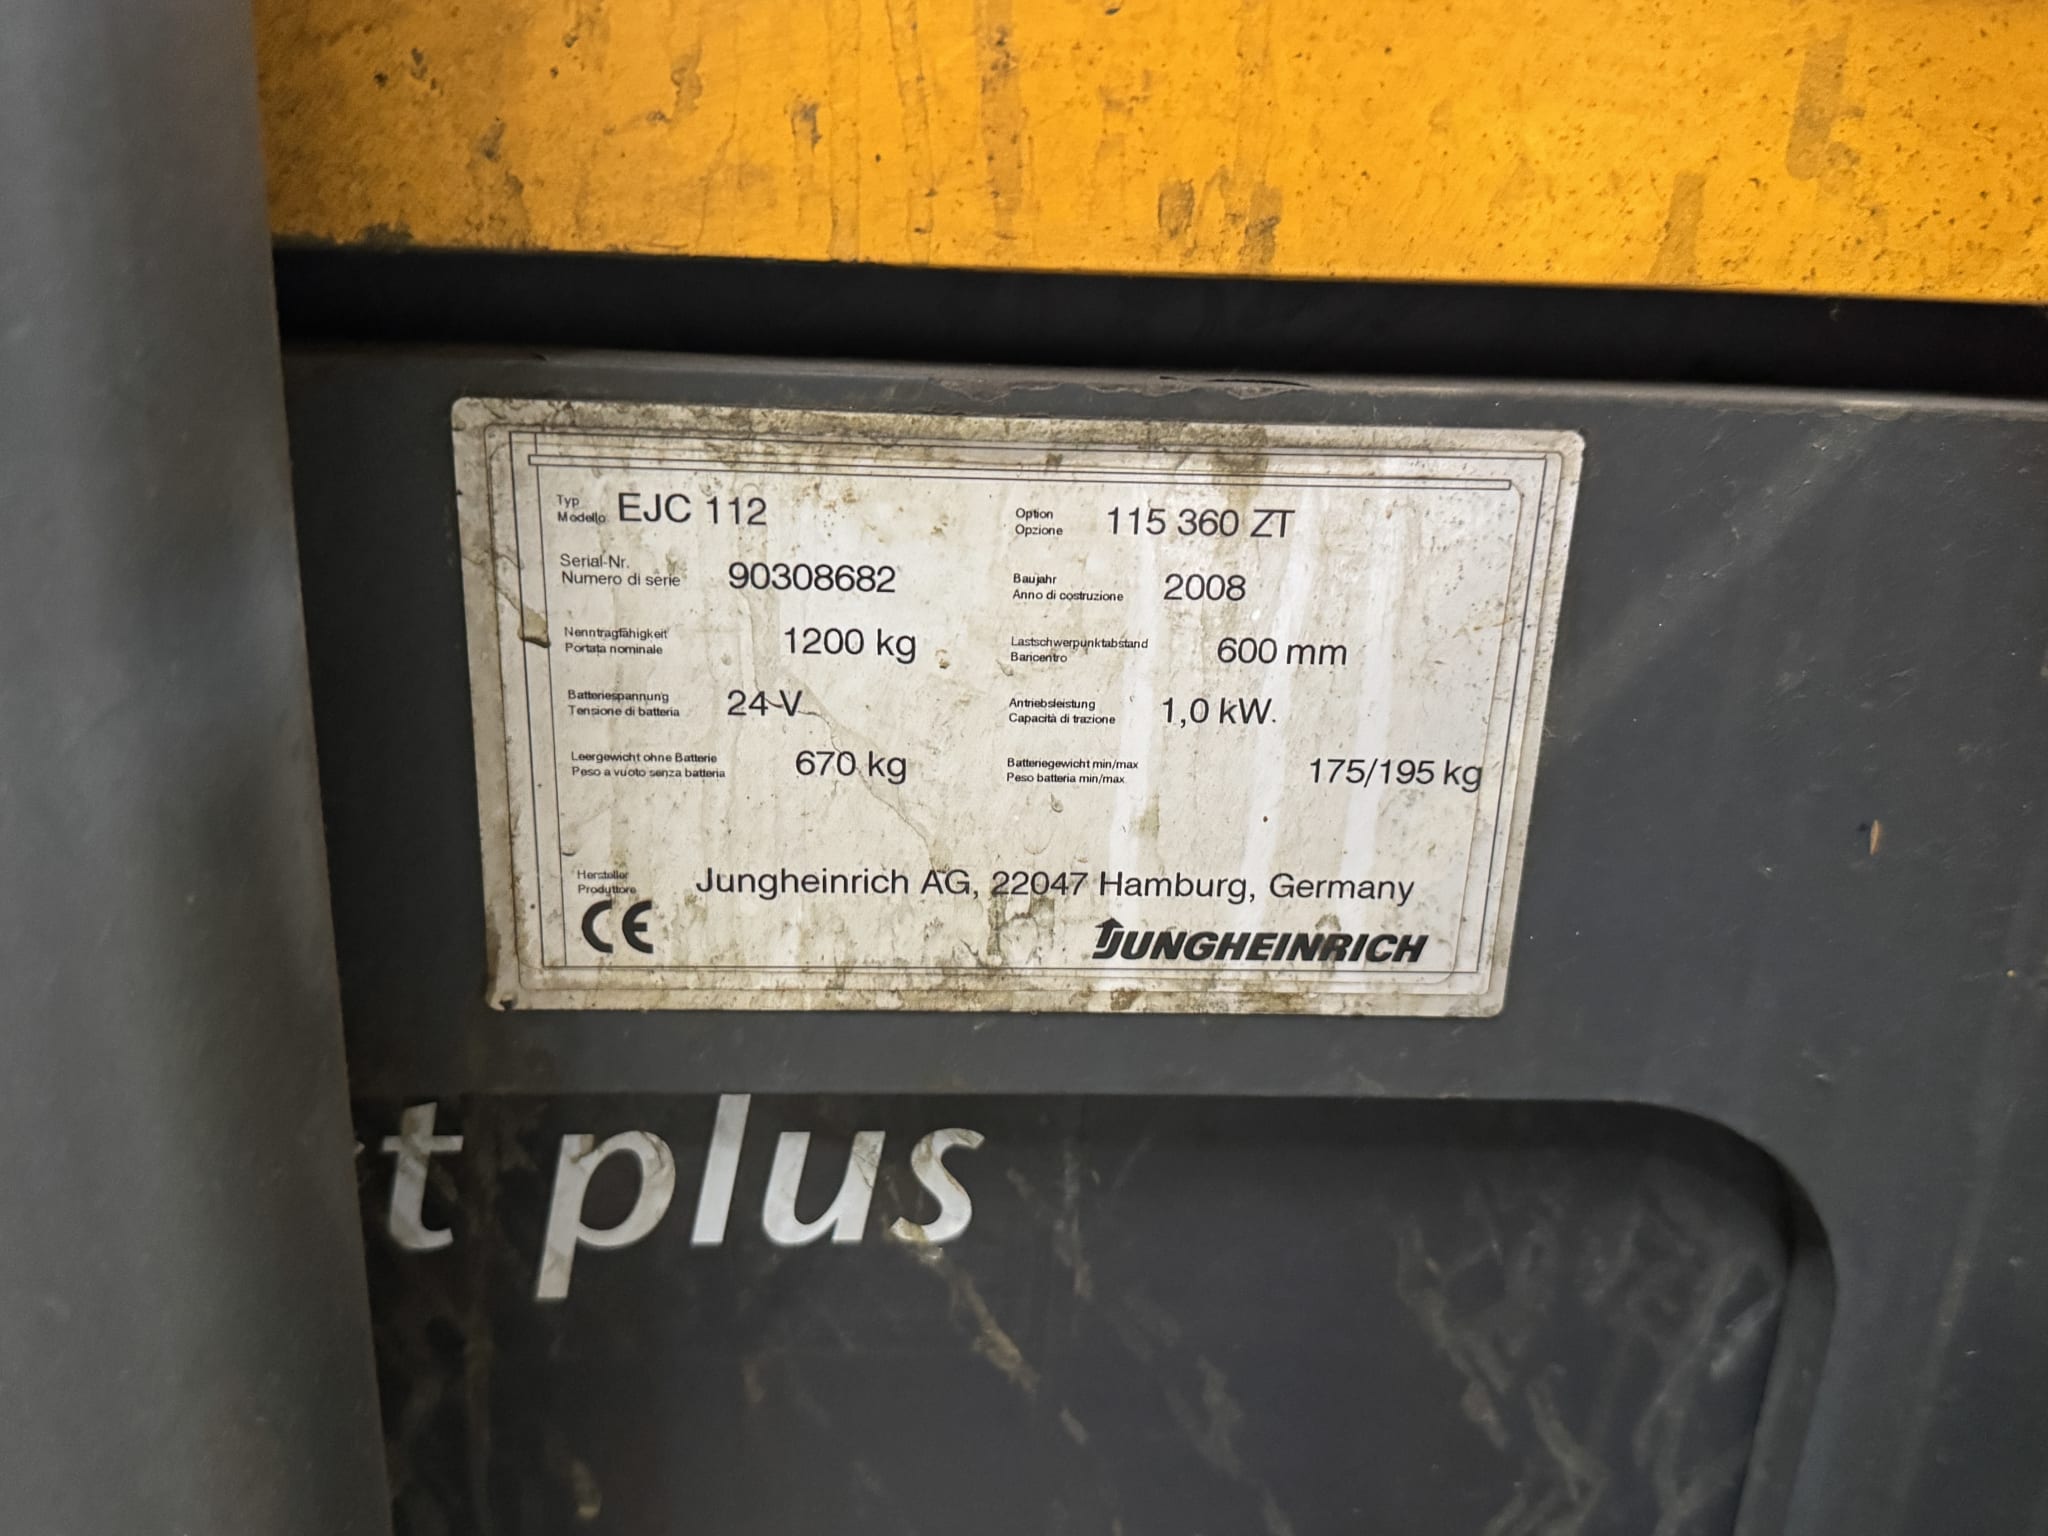 Typ
Modello EJC 112
Option
Opzione 115 360 ZT
Serial-Nr.
Numero di serie 90308682
Baujahr
Anno di costruzione 2008
Nenntragfähigkeit
Portata nominale 1200 kg
Lastschwerpunktabstand
Baricentro 600 mm
Batteriespannung
Tensione di batteria 24 V
Antriebsleistung
Capacità di trazione 1,0 kW.
Leergewicht ohne Batterie
Peso a vuoto senza batteria 670 kg
Batteriegewicht min/max
Peso batteria min/max 175/195 kg
Hersteller
Produttore Jungheinrich AG, 22047 Hamburg, Germany
CE
JUNGHEINRICH
t plus